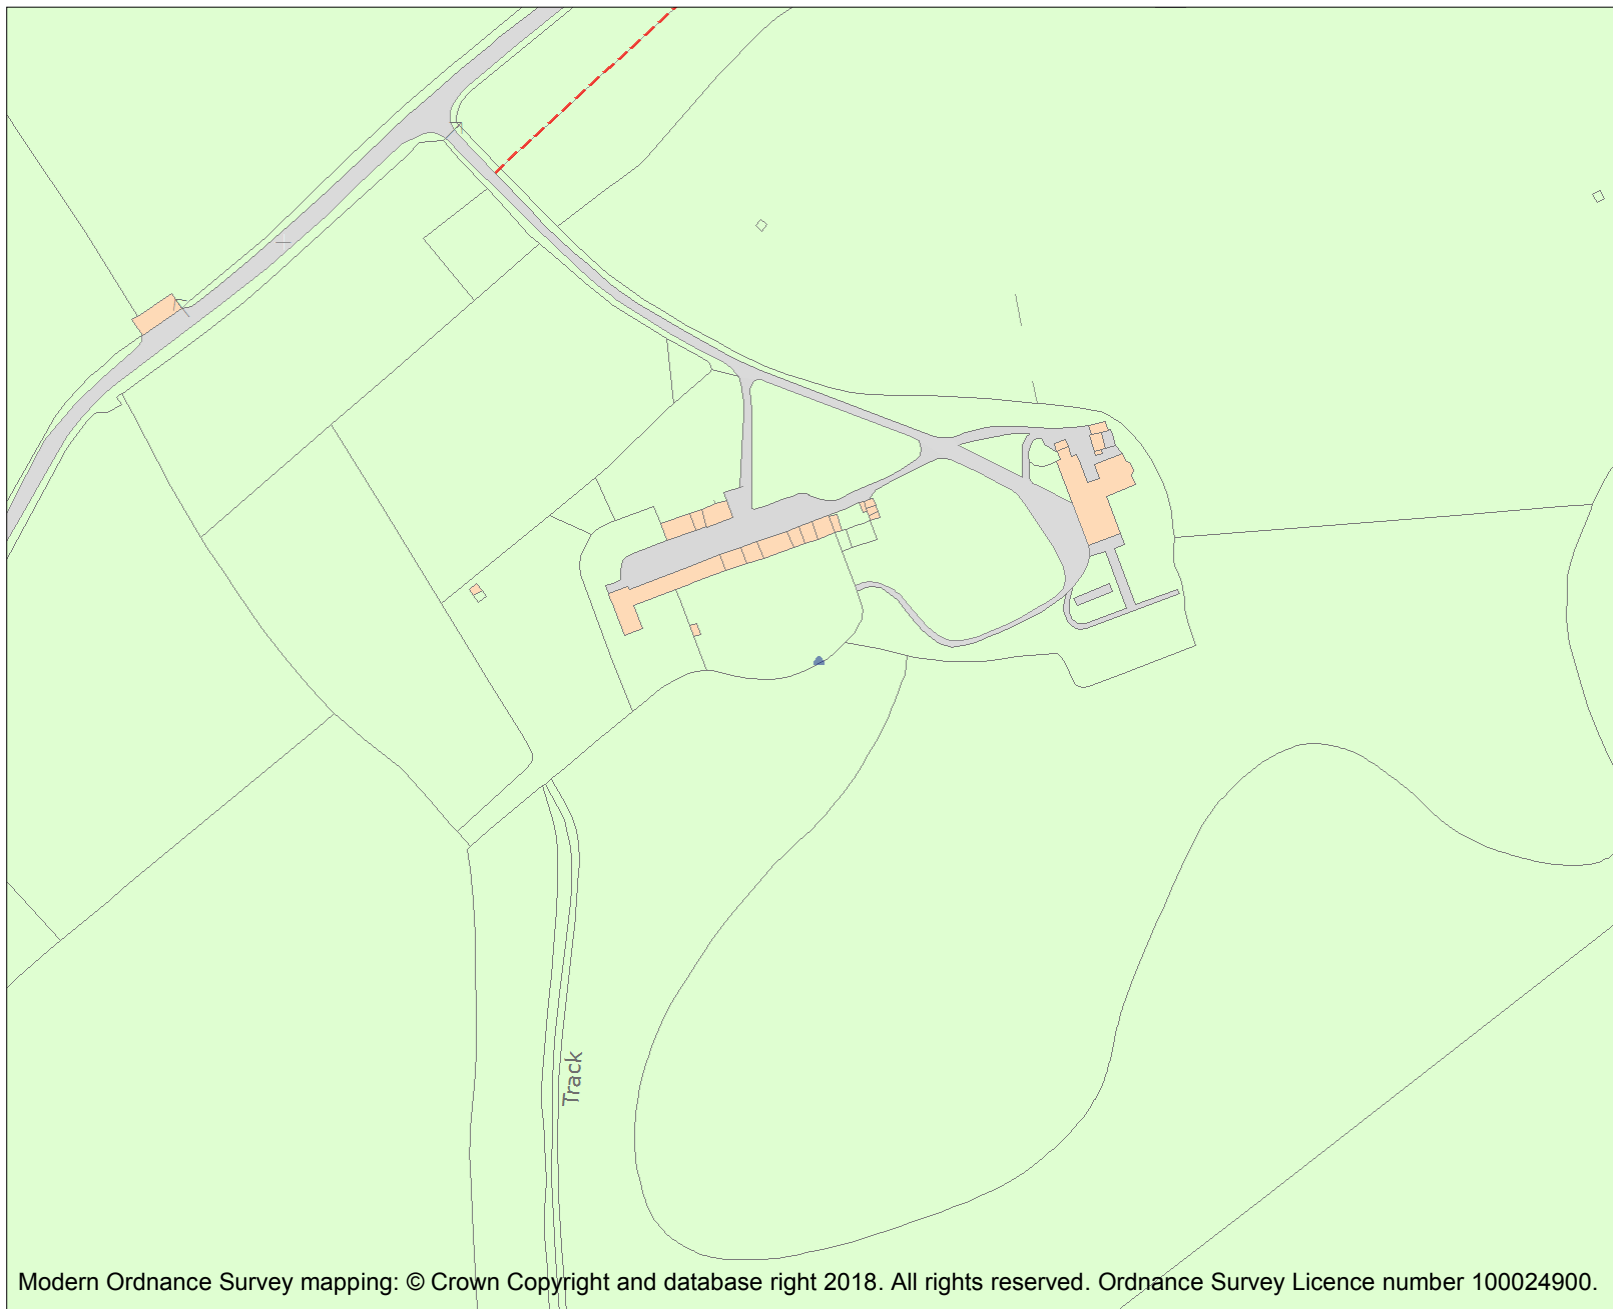 Track
Modern Ordnance Survey mapping: © Crown Copyright and database right 2018. All rights reserved. Ordnance Survey Licence number 100024900.